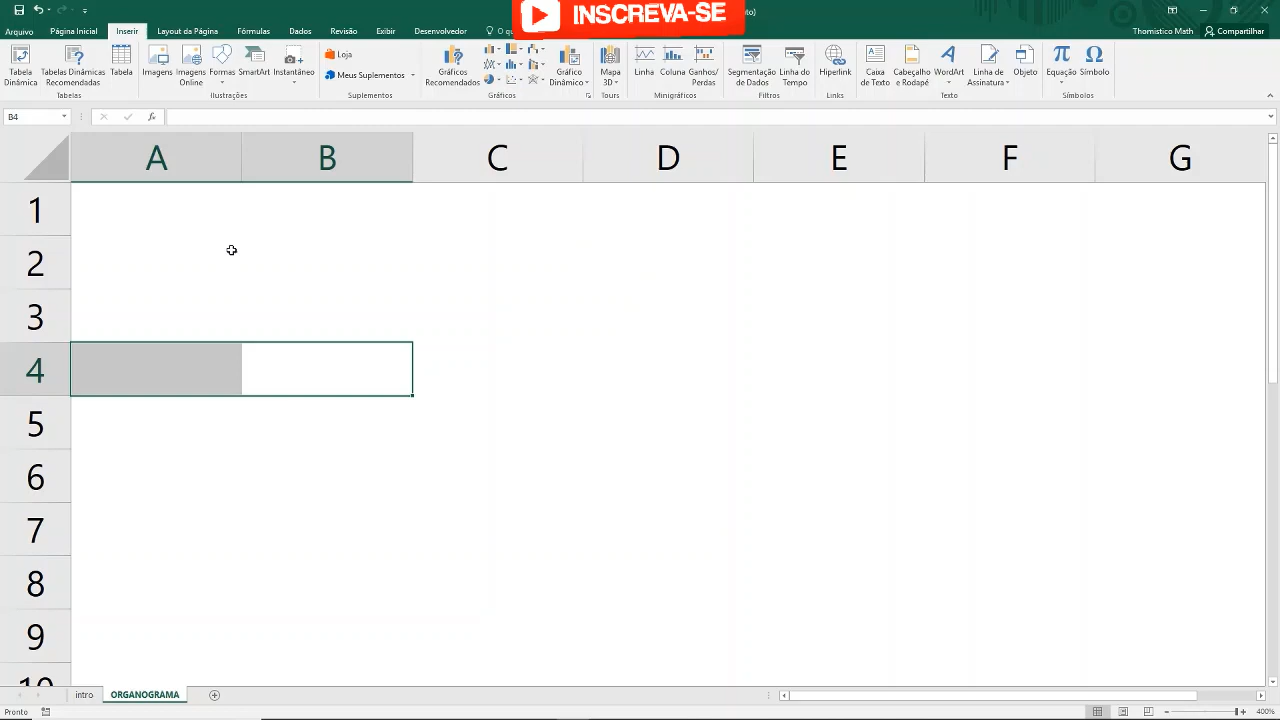 INSCREVA-SE
to)
Arquivo Página Inicial Inserir Layout da Página Fórmulas Dados Revisão Exibir Desenvolvedor O qu
Thomistico Math Compartilhar
Tabela Dinâmica
Tabelas Dinâmicas Recomendadas
Tabela
Imagens
Imagens Online
Formas
SmartArt
Instantâneo
Loja
Meus Suplementos
Gráficos Recomendados
Gráfico Dinâmico
Mapa 3D
Linha
Coluna
Ganhos/Perdas
Segmentação de Dados
Linha do Tempo
Hiperlink
Caixa de Texto
Cabeçalho e Rodapé
WordArt
Linha de Assinatura
Objeto
Equação
Símbolo
Tabelas Ilustrações Suplementos Gráficos Tours Minigráficos Filtros Links Texto Símbolos
B4 fx
A B C D E F G
1
2
3
4
5
6
7
8
9
10
intro ORGANOGRAMA
Pronto 400%